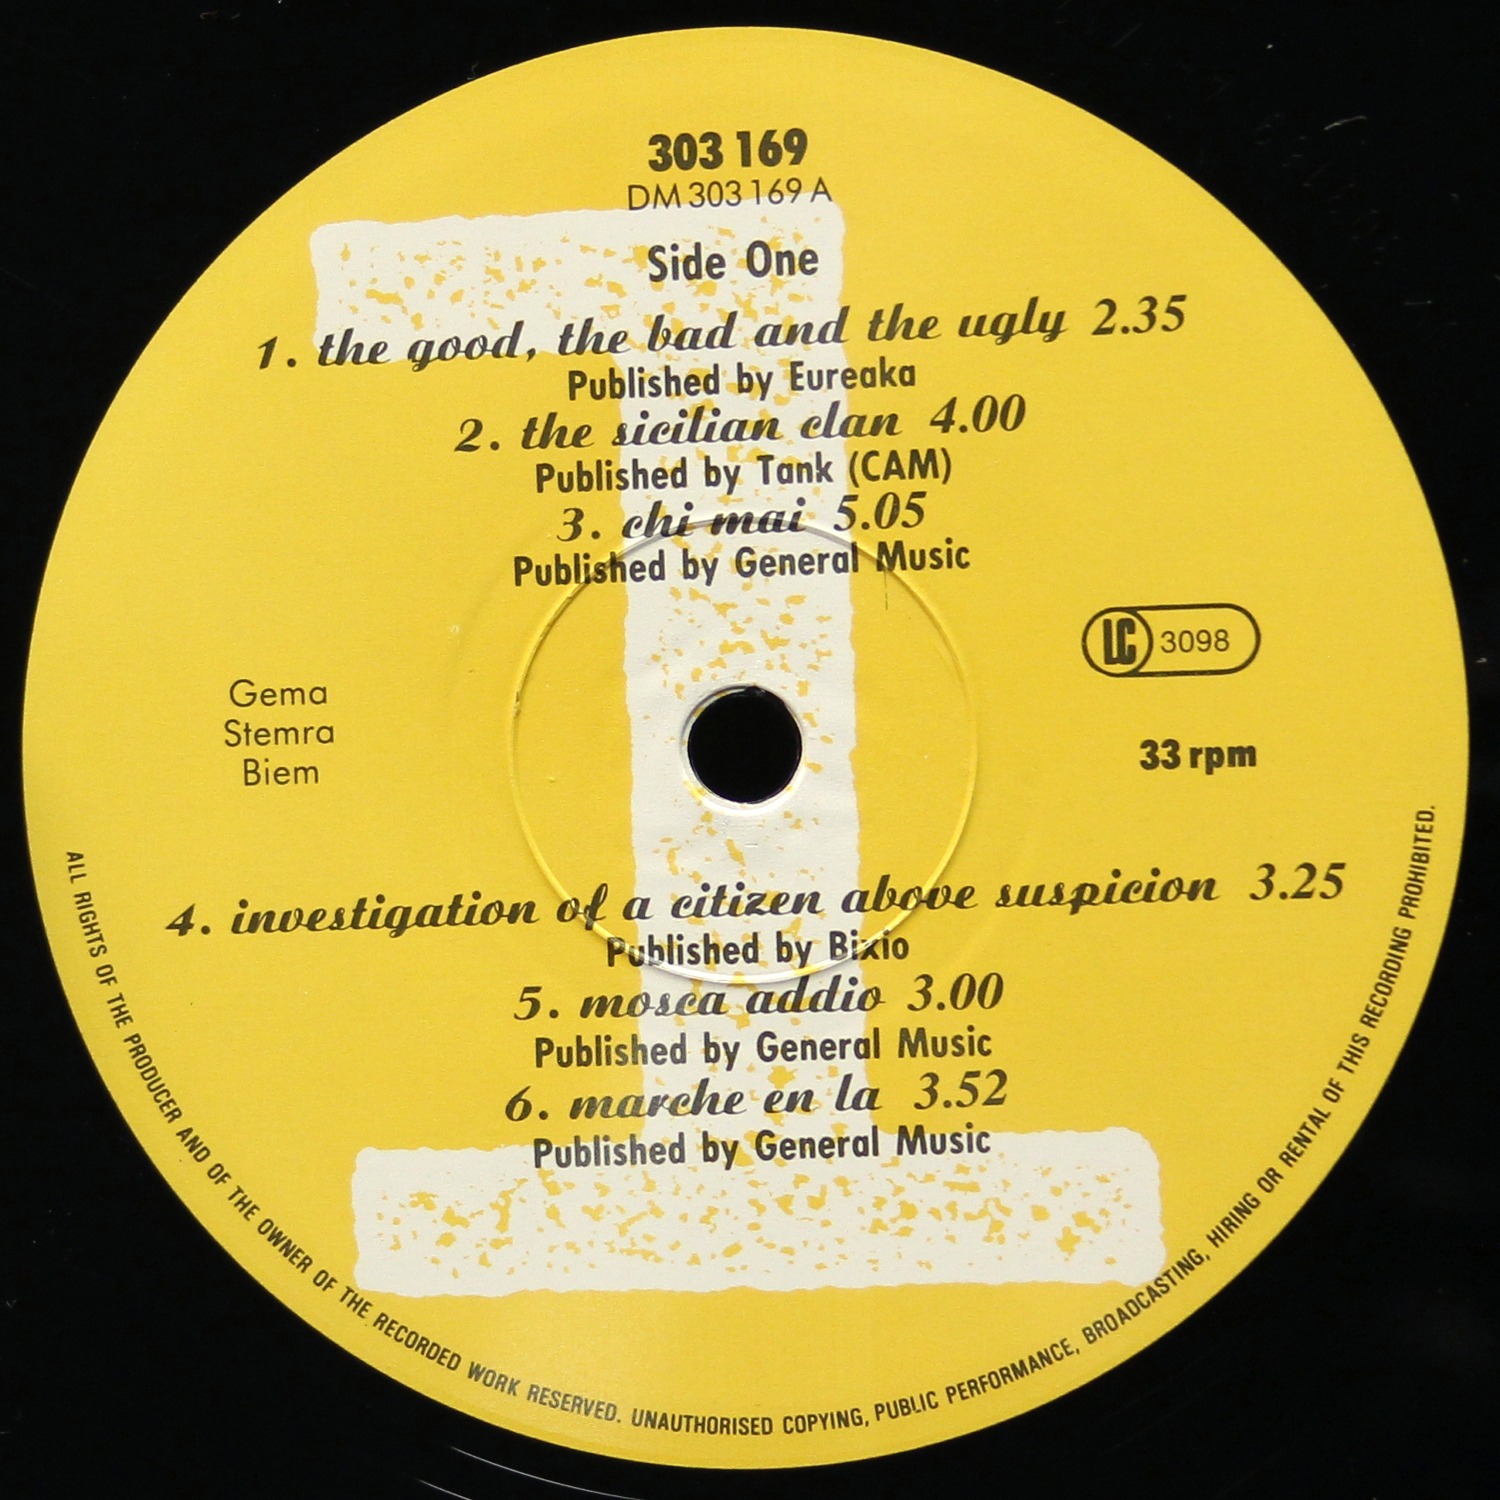 303 169
DM 303 169 A
Side One
1. the good, the bad and the ugly 2.35
Published by Eureaka
2. the sicilian clan 4.00
Published by Tank (CAM)
3. chi mai 5.05
Published by General Music
LC 3098
Gema
Stemra
Biem
33 rpm
4. investigation of a citizen above suspicion 3.25
Published by Bixio
5. mosca addio 3.00
Published by General Music
6. marche en la 3.52
Published by General Music
ALL RIGHTS OF THE PRODUCER AND OF THE OWNER OF THE RECORDED WORK RESERVED. UNAUTHORISED COPYING, PUBLIC PERFORMANCE, BROADCASTING, HIRING OR RENTAL OF THIS RECORDING PROHIBITED.